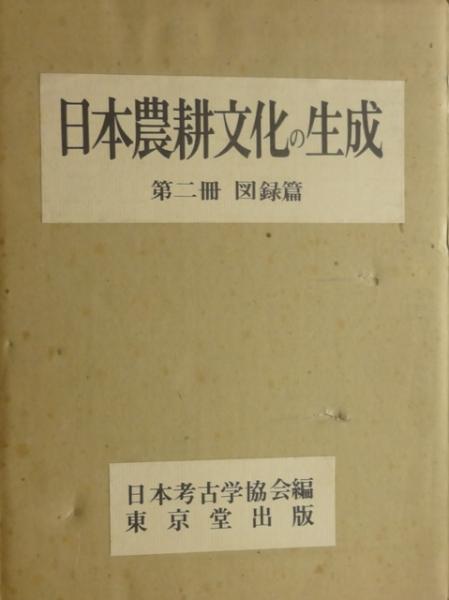 日本農耕文化の生成
第二冊 図録篇
日本考古学協会編
東京堂出版